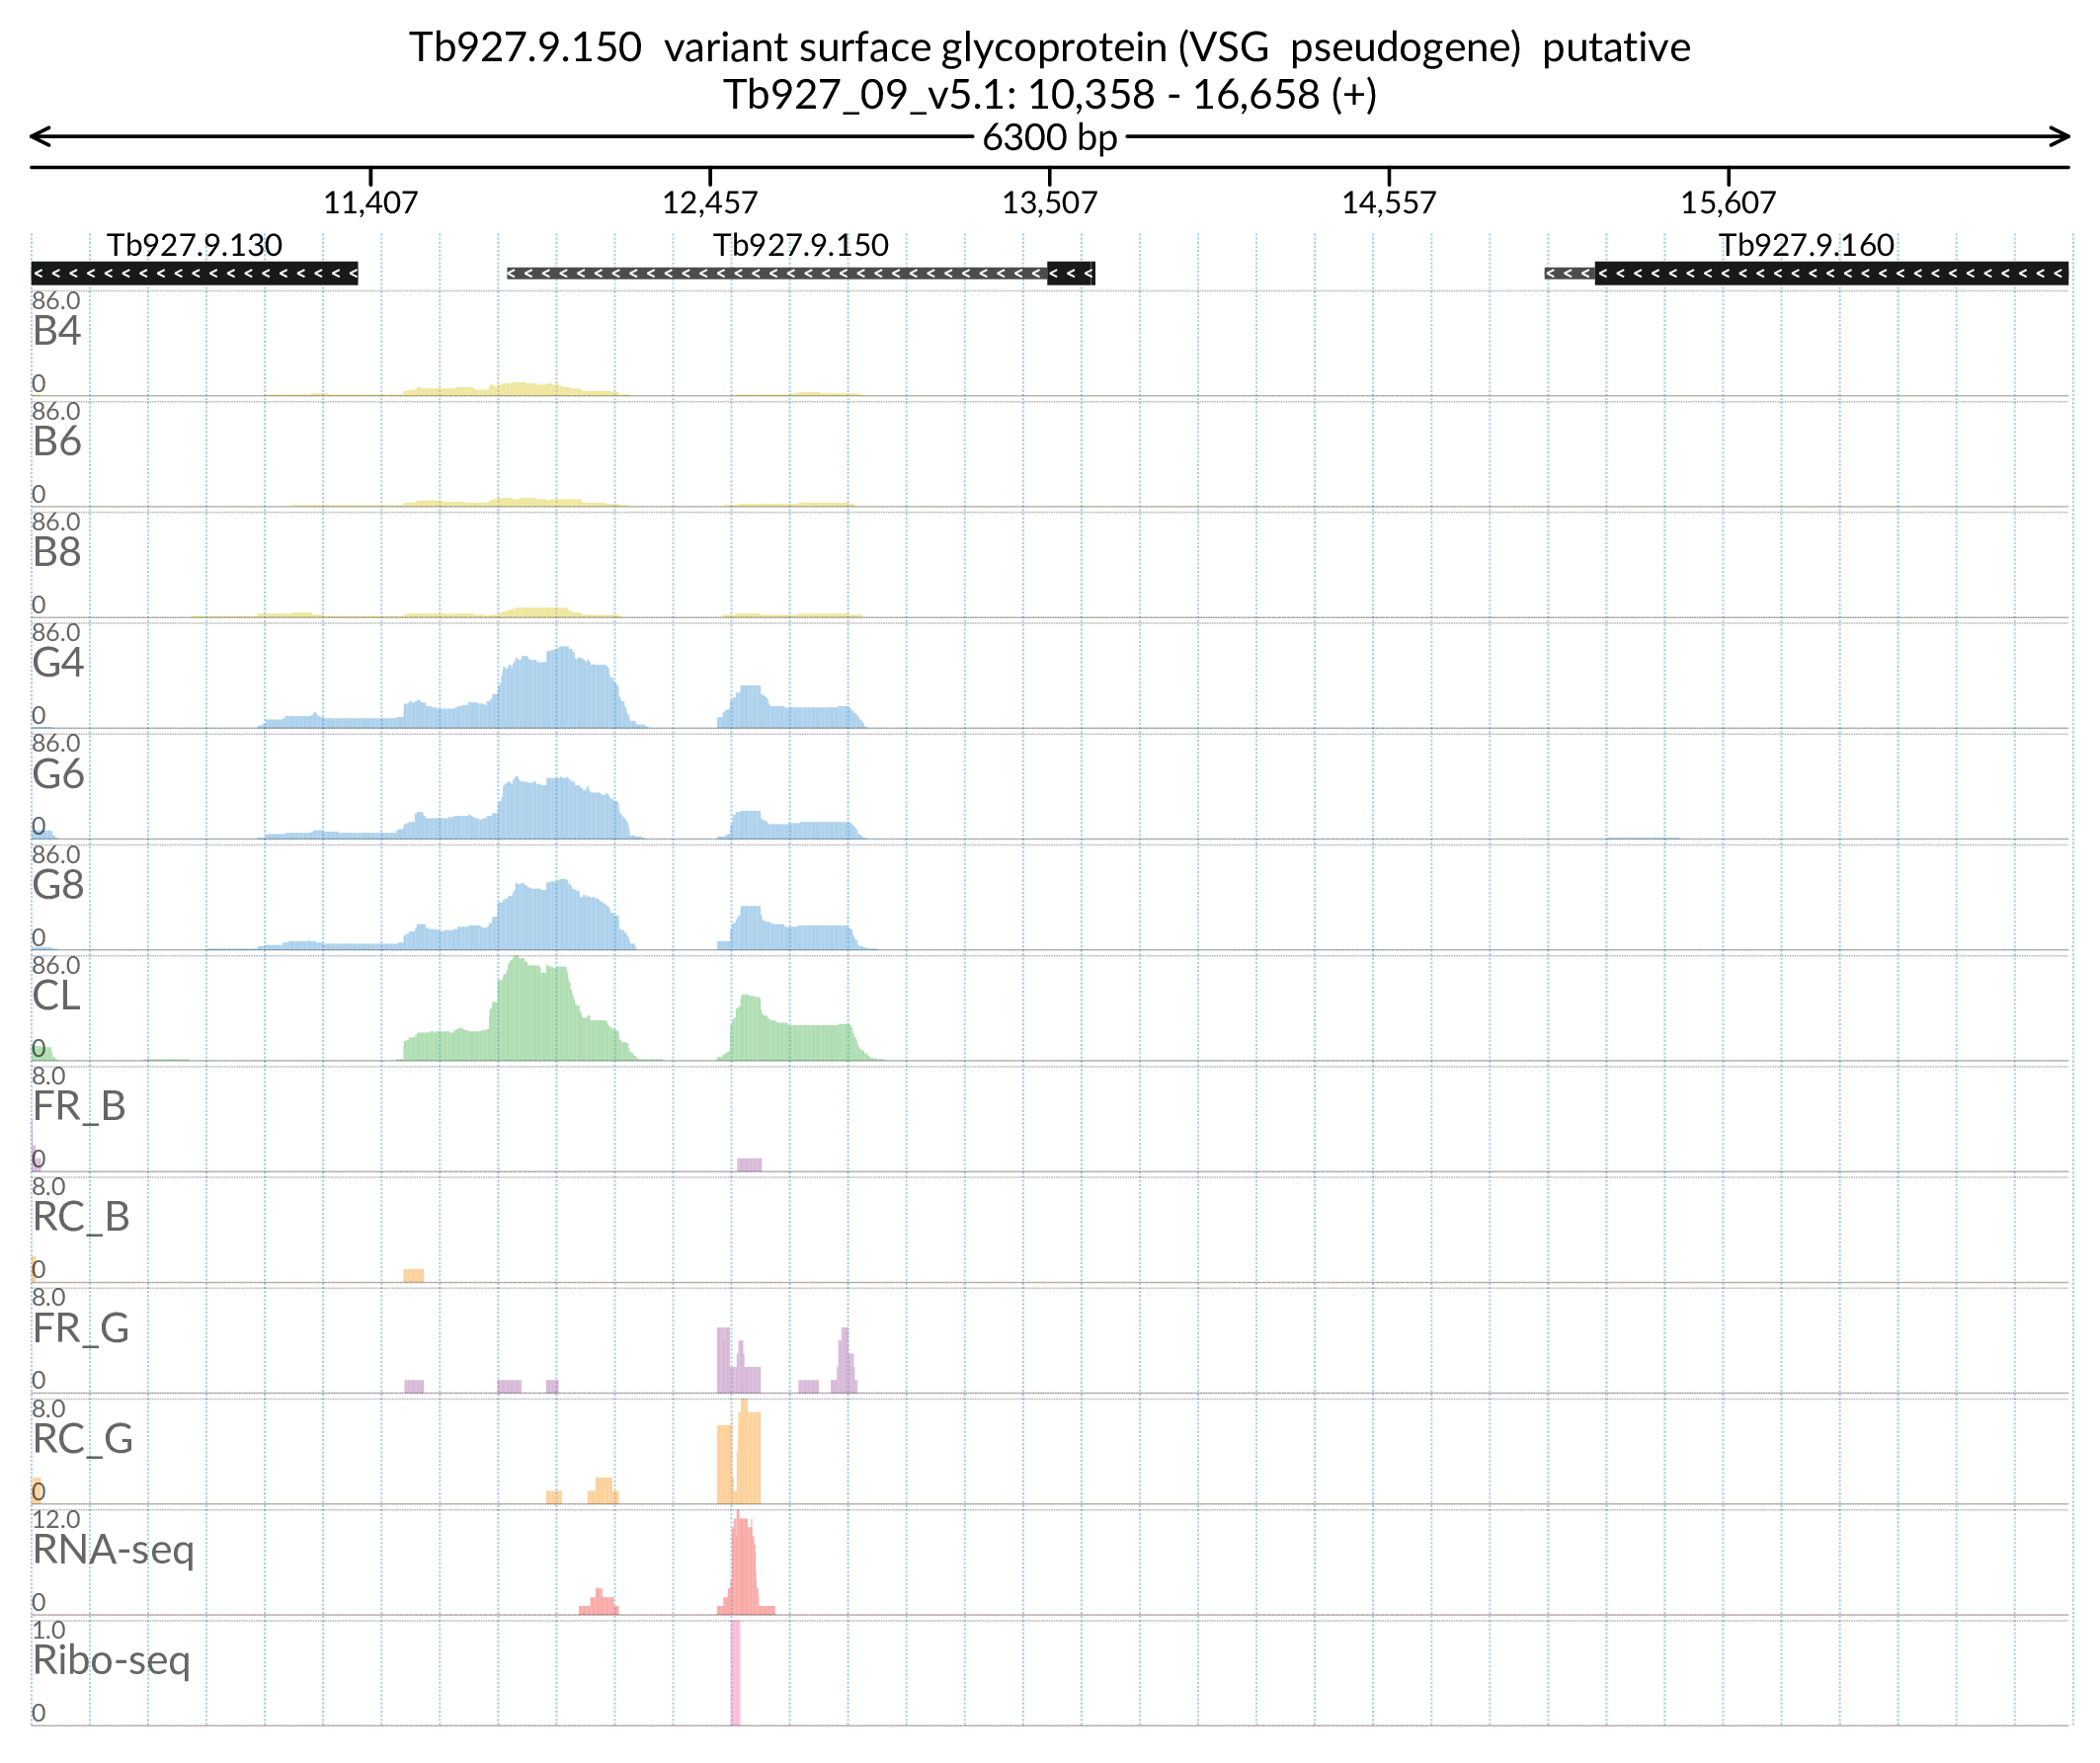 Tb927.9.150  variant surface glycoprotein (VSG  pseudogene)  putative
Tb927_09_v5.1: 10,358 - 16,658 (+)
6300 bp
11,407 12,457 13,507 14,557 15,607
Tb927.9.130 Tb927.9.150 Tb927.9.160
86.0
B4
0
86.0
B6
0
86.0
B8
0
86.0
G4
0
86.0
G6
0
86.0
G8
0
86.0
CL
0
8.0
FR_B
0
8.0
RC_B
0
8.0
FR_G
0
8.0
RC_G
0
12.0
RNA-seq
0
1.0
Ribo-seq
0